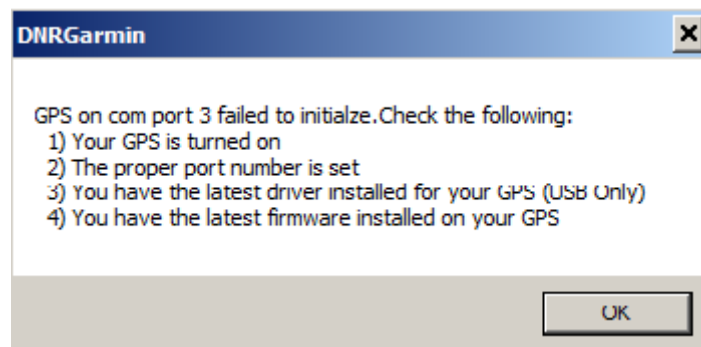 DNRGarmin
GPS on com port 3 failed to initialze.Check the following:
1) Your GPS is turned on
2) The proper port number is set
3) You have the latest driver installed for your GPS (USB Only)
4) You have the latest firmware installed on your GPS
OK